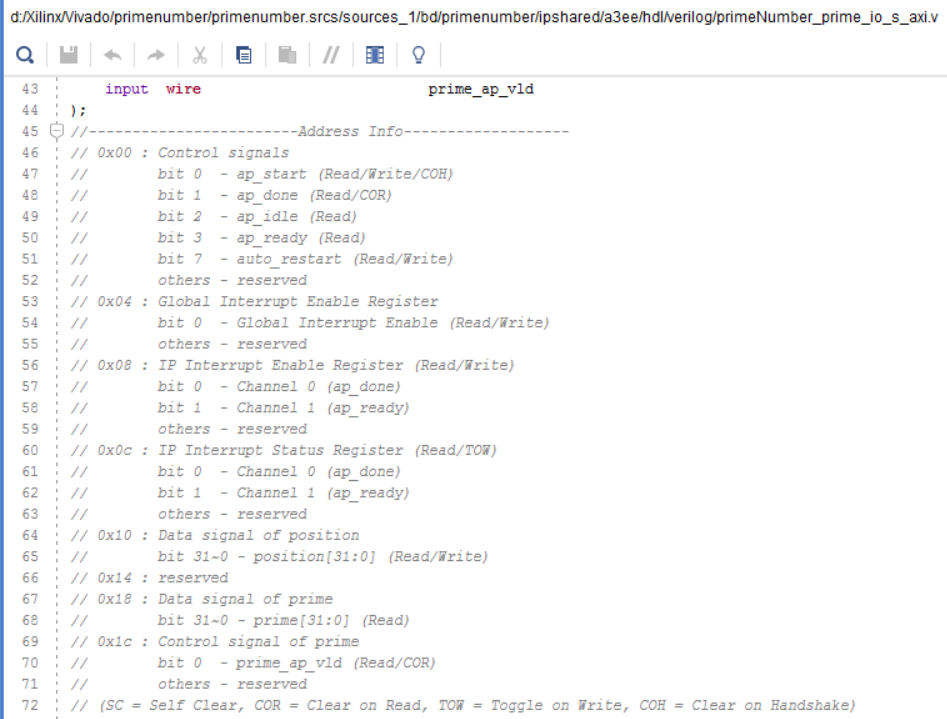 d:/Xilinx/Vivado/primenumber/primenumber.srcs/sources_1/bd/primenumber/ipshared/a3ee/hdl/verilog/primeNumber_prime_io_s_axi.v
43 input wire prime_ap_vld
44 );
45 //------------------------Address Info-------------------
46 // 0x00 : Control signals
47 // bit 0 - ap_start (Read/Write/COH)
48 // bit 1 - ap_done (Read/COR)
49 // bit 2 - ap_idle (Read)
50 // bit 3 - ap_ready (Read)
51 // bit 7 - auto_restart (Read/Write)
52 // others - reserved
53 // 0x04 : Global Interrupt Enable Register
54 // bit 0 - Global Interrupt Enable (Read/Write)
55 // others - reserved
56 // 0x08 : IP Interrupt Enable Register (Read/Write)
57 // bit 0 - Channel 0 (ap_done)
58 // bit 1 - Channel 1 (ap_ready)
59 // others - reserved
60 // 0x0c : IP Interrupt Status Register (Read/TOW)
61 // bit 0 - Channel 0 (ap_done)
62 // bit 1 - Channel 1 (ap_ready)
63 // others - reserved
64 // 0x10 : Data signal of position
65 // bit 31~0 - position[31:0] (Read/Write)
66 // 0x14 : reserved
67 // 0x18 : Data signal of prime
68 // bit 31~0 - prime[31:0] (Read)
69 // 0x1c : Control signal of prime
70 // bit 0 - prime_ap_vld (Read/COR)
71 // others - reserved
72 // (SC = Self Clear, COR = Clear on Read, TOW = Toggle on Write, COH = Clear on Handshake)